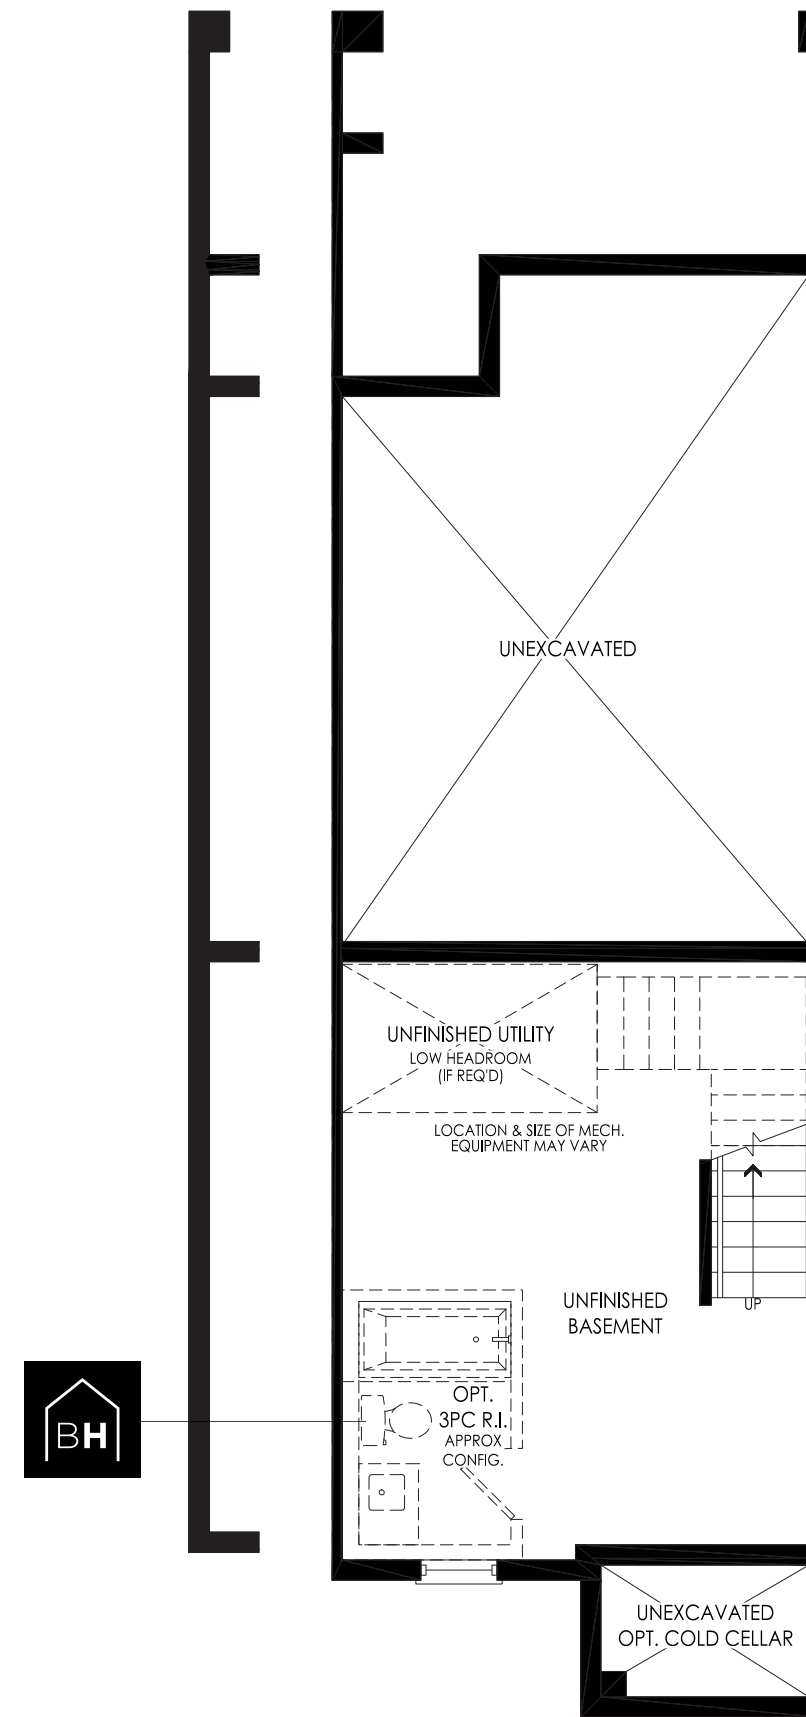 UNEXCAVATED
UNFINISHED UTILITY
LOW HEADROOM
(IF REQ'D)
LOCATION & SIZE OF MECH.
EQUIPMENT MAY VARY
UNFINISHED
BASEMENT
UP
OPT.
3PC R.I.
APPROX
CONFIG.
BH
UNEXCAVATED
OPT. COLD CELLAR